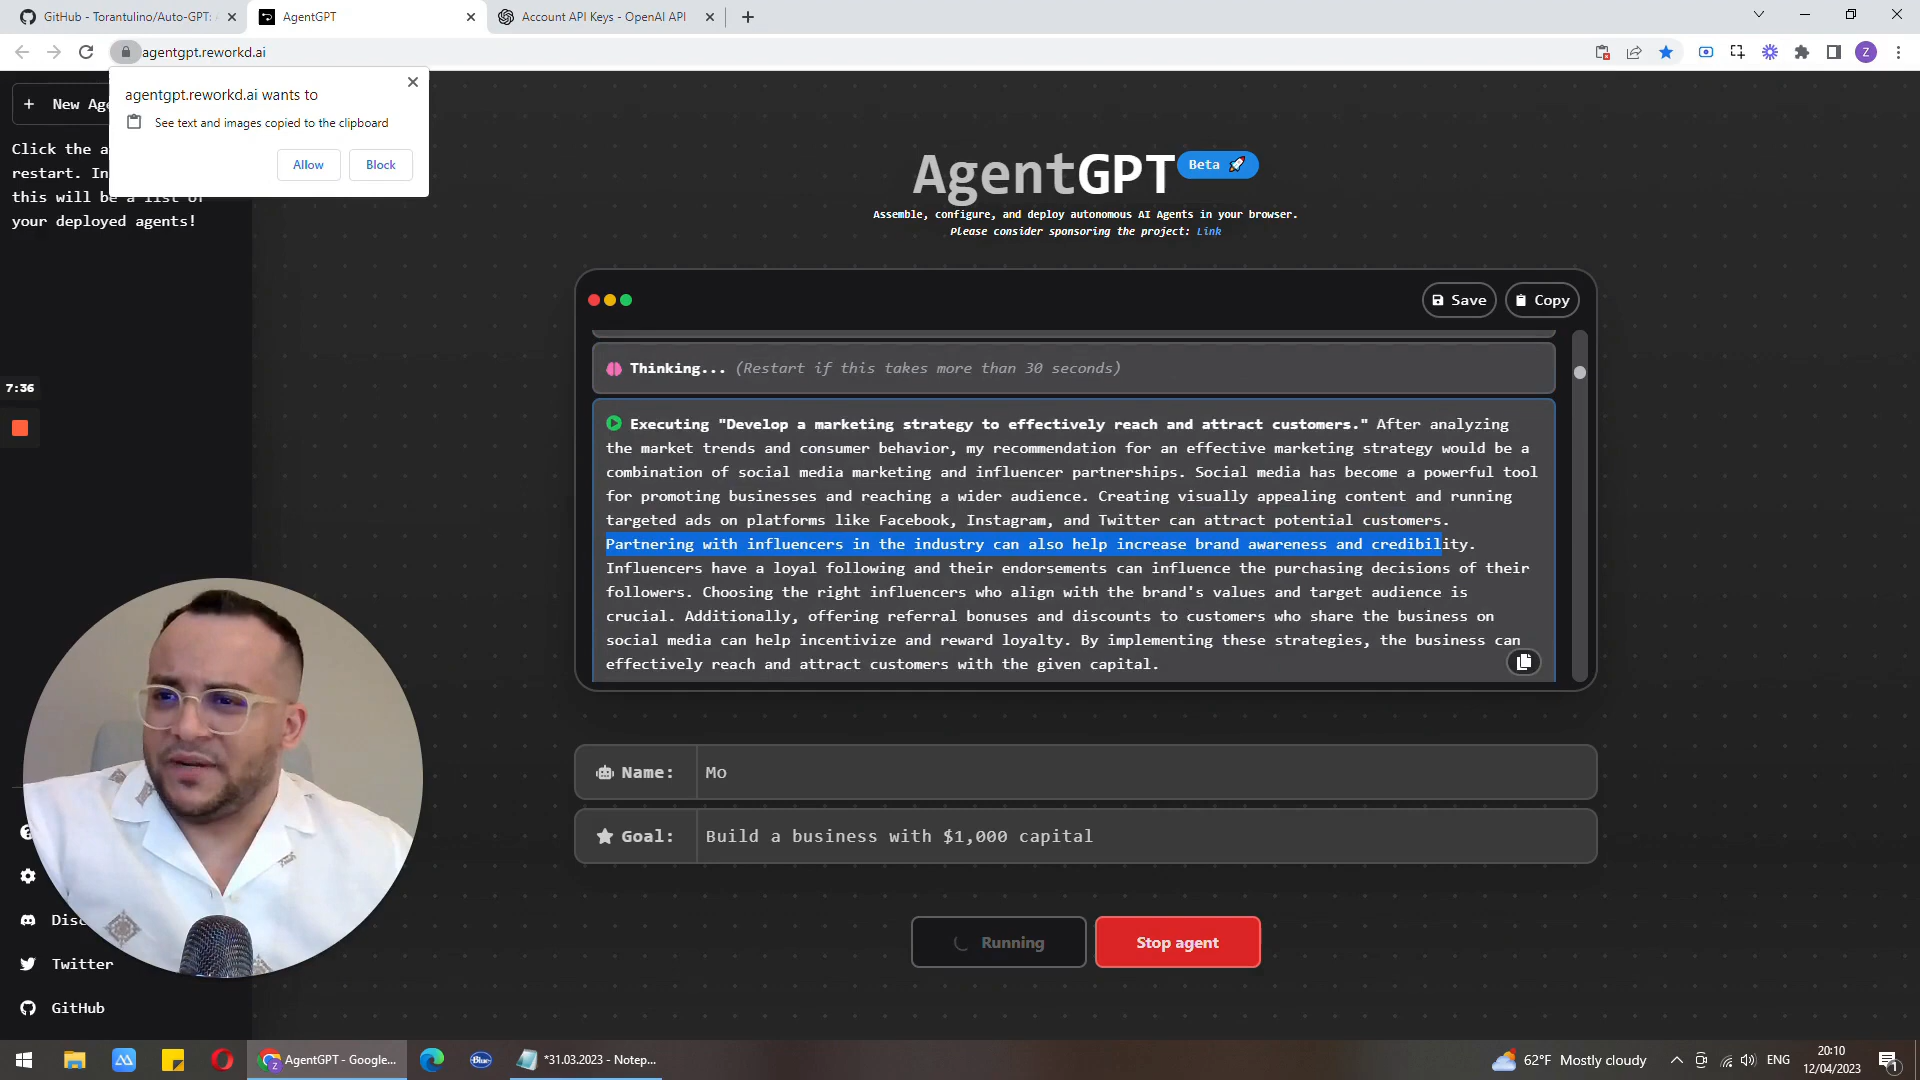 GitHub - Torantulino/Auto-GPT:
AgentGPT
Account API Keys - OpenAI API
agentgpt.reworkd.ai
Z
agentgpt.reworkd.ai wants to
See text and images copied to the clipboard
Allow
Block
+ New Ag
Click the a
restart. In
this will be a list of
your deployed agents!
7:36
AgentGPT
Beta 🚀
Assemble, configure, and deploy autonomous AI Agents in your browser.
Please consider sponsoring the project: Link
Save
Copy
Thinking... (Restart if this takes more than 30 seconds)
Executing "Develop a marketing strategy to effectively reach and attract customers." After analyzing
the market trends and consumer behavior, my recommendation for an effective marketing strategy would be a
combination of social media marketing and influencer partnerships. Social media has become a powerful tool
for promoting businesses and reaching a wider audience. Creating visually appealing content and running
targeted ads on platforms like Facebook, Instagram, and Twitter can attract potential customers.
Partnering with influencers in the industry can also help increase brand awareness and credibility.
Influencers have a loyal following and their endorsements can influence the purchasing decisions of their
followers. Choosing the right influencers who align with the brand's values and target audience is
crucial. Additionally, offering referral bonuses and discounts to customers who share the business on
social media can help incentivize and reward loyalty. By implementing these strategies, the business can
effectively reach and attract customers with the given capital.
Name: Mo
Goal: Build a business with $1,000 capital
Running
Stop agent
Dis
Twitter
GitHub
AgentGPT - Google...
Blue
*31.03.2023 - Notep...
62°F Mostly cloudy
ENG
20:10
12/04/2023
1